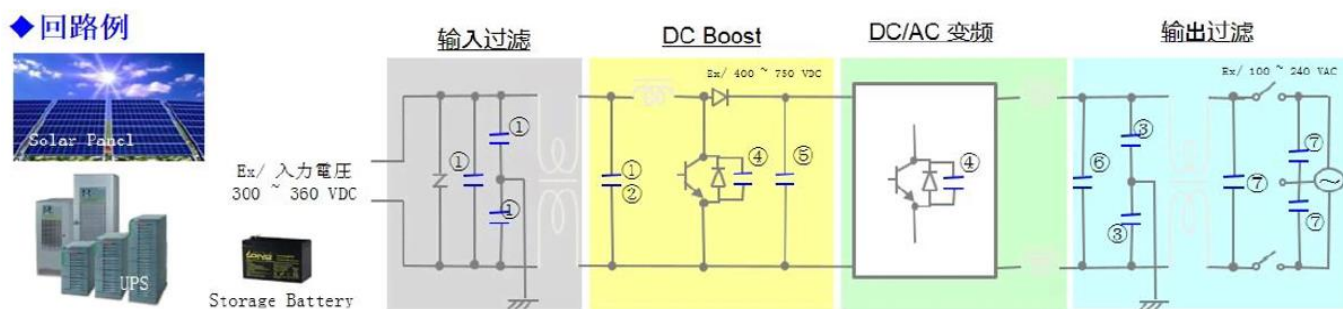 ◆回路例
Solar Panel
UPS
Storage Battery
LONG
Ex/ 入力電圧
300 ~ 360 VDC
输入过滤
①
①
①
DC Boost
Ex/ 400 ~ 750 VDC
①
②
④
⑤
DC/AC 变频
④
输出过滤
Ex/ 100 ~ 240 VAC
③
⑥
③
⑦
⑦
⑦